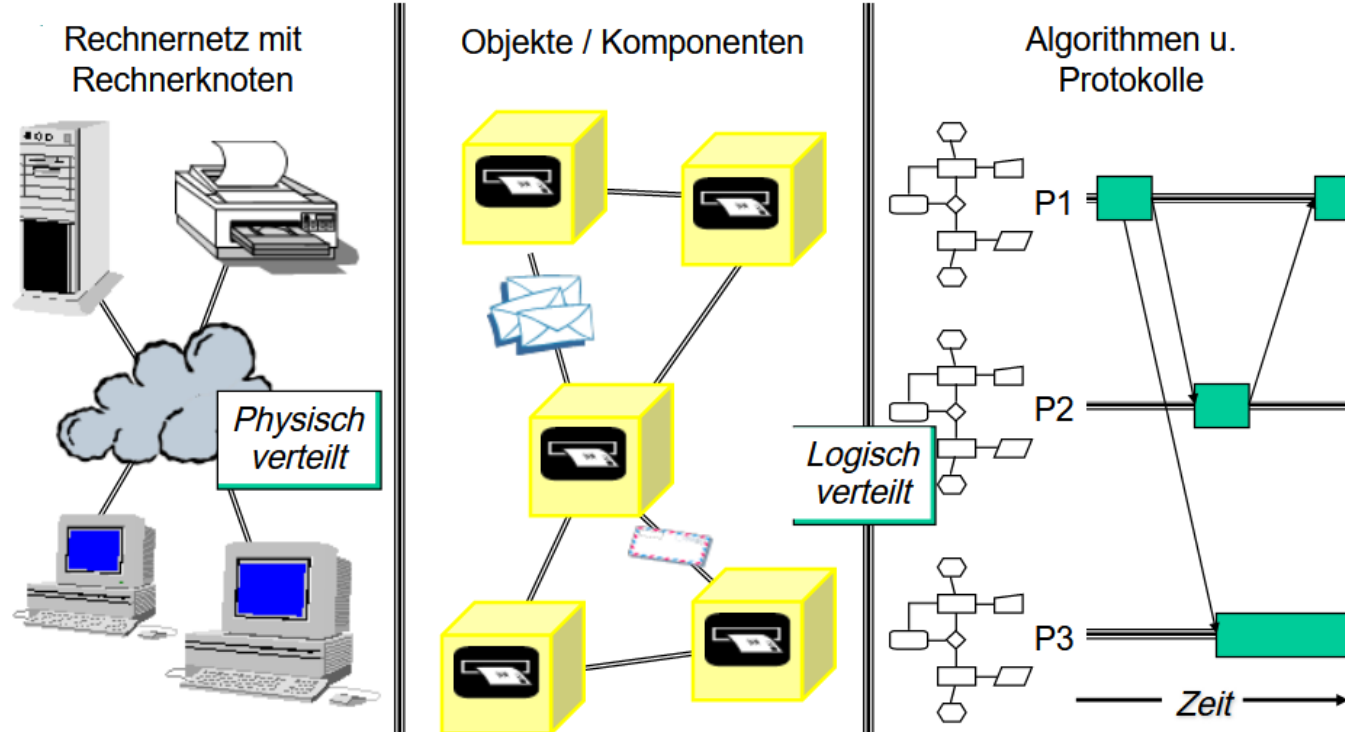 Rechnernetz mit
Rechnerknoten
Physisch
verteilt
Objekte / Komponenten
Logisch
verteilt
Algorithmen u.
Protokolle
P1
P2
P3
Zeit